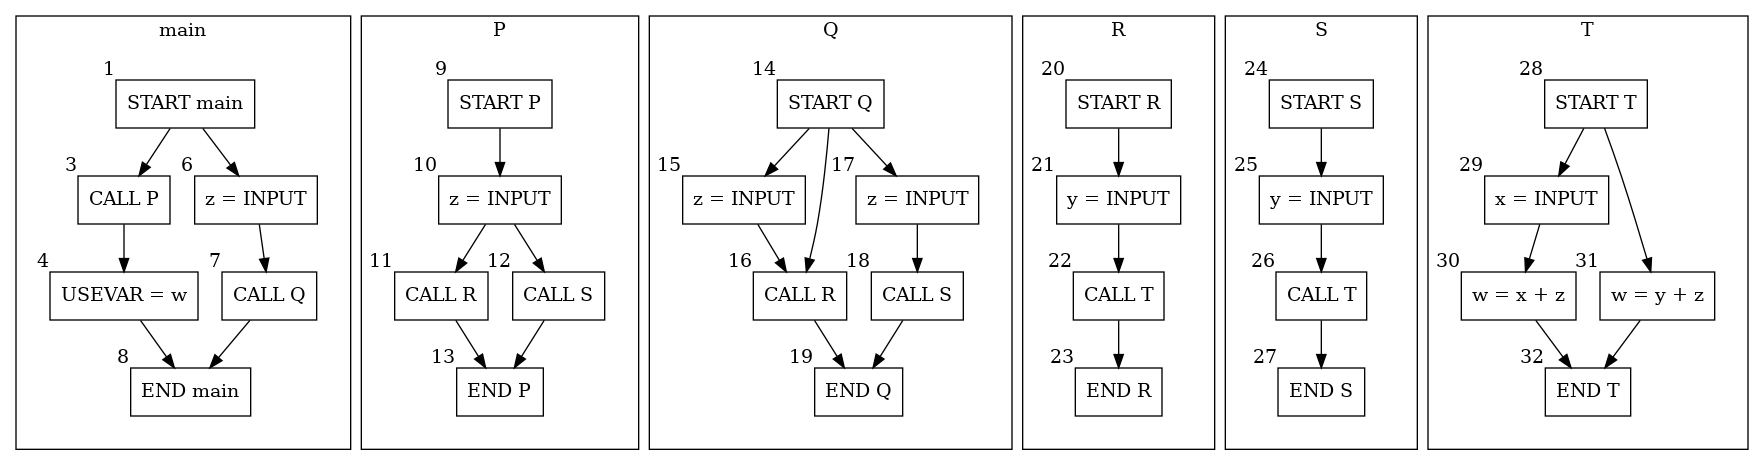 main
1
START main
3
CALL P
6
z = INPUT
4
USEVAR = w
7
CALL Q
8
END main
P
9
START P
10
z = INPUT
11
CALL R
12
CALL S
13
END P
Q
14
START Q
15
z = INPUT
17
z = INPUT
16
CALL R
18
CALL S
19
END Q
R
20
START R
21
y = INPUT
22
CALL T
23
END R
S
24
START S
25
y = INPUT
26
CALL T
27
END S
T
28
START T
29
x = INPUT
30
w = x + z
31
w = y + z
32
END T